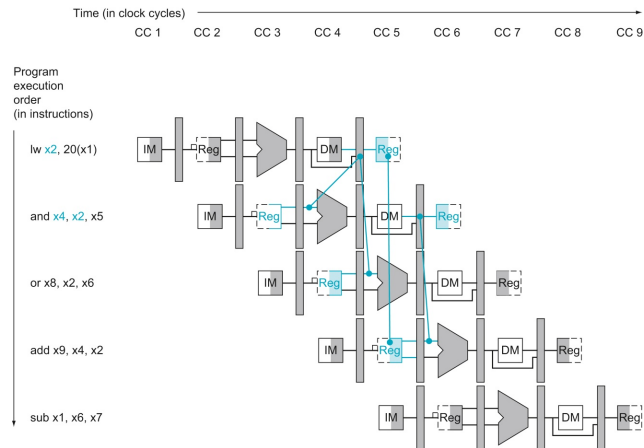 Time (in clock cycles)
CC 1 CC 2 CC 3 CC 4 CC 5 CC 6 CC 7 CC 8 CC 9
Program
execution
order
(in instructions)
lw x2, 20(x1)
IM Reg DM Reg
and x4, x2, x5
IM Reg DM Reg
or x8, x2, x6
IM Reg DM Reg
add x9, x4, x2
IM Reg DM Reg
sub x1, x6, x7
IM Reg DM Reg